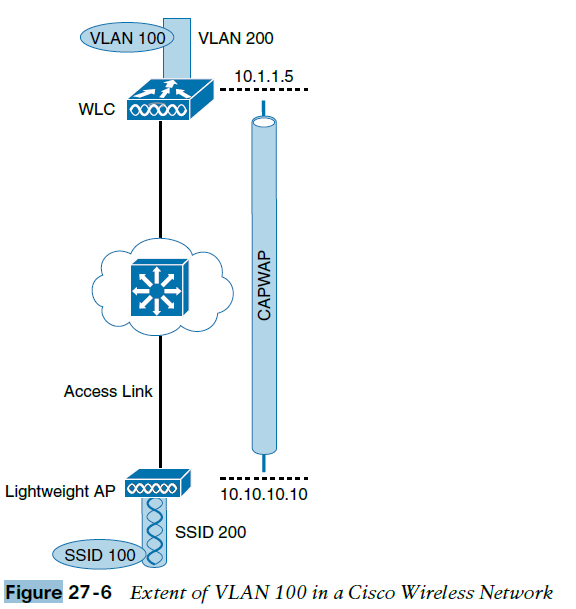 VLAN 100
VLAN 200
10.1.1.5
WLC
CAPWAP
Access Link
Lightweight AP
10.10.10.10
SSID 200
SSID 100
Figure 27-6 Extent of VLAN 100 in a Cisco Wireless Network